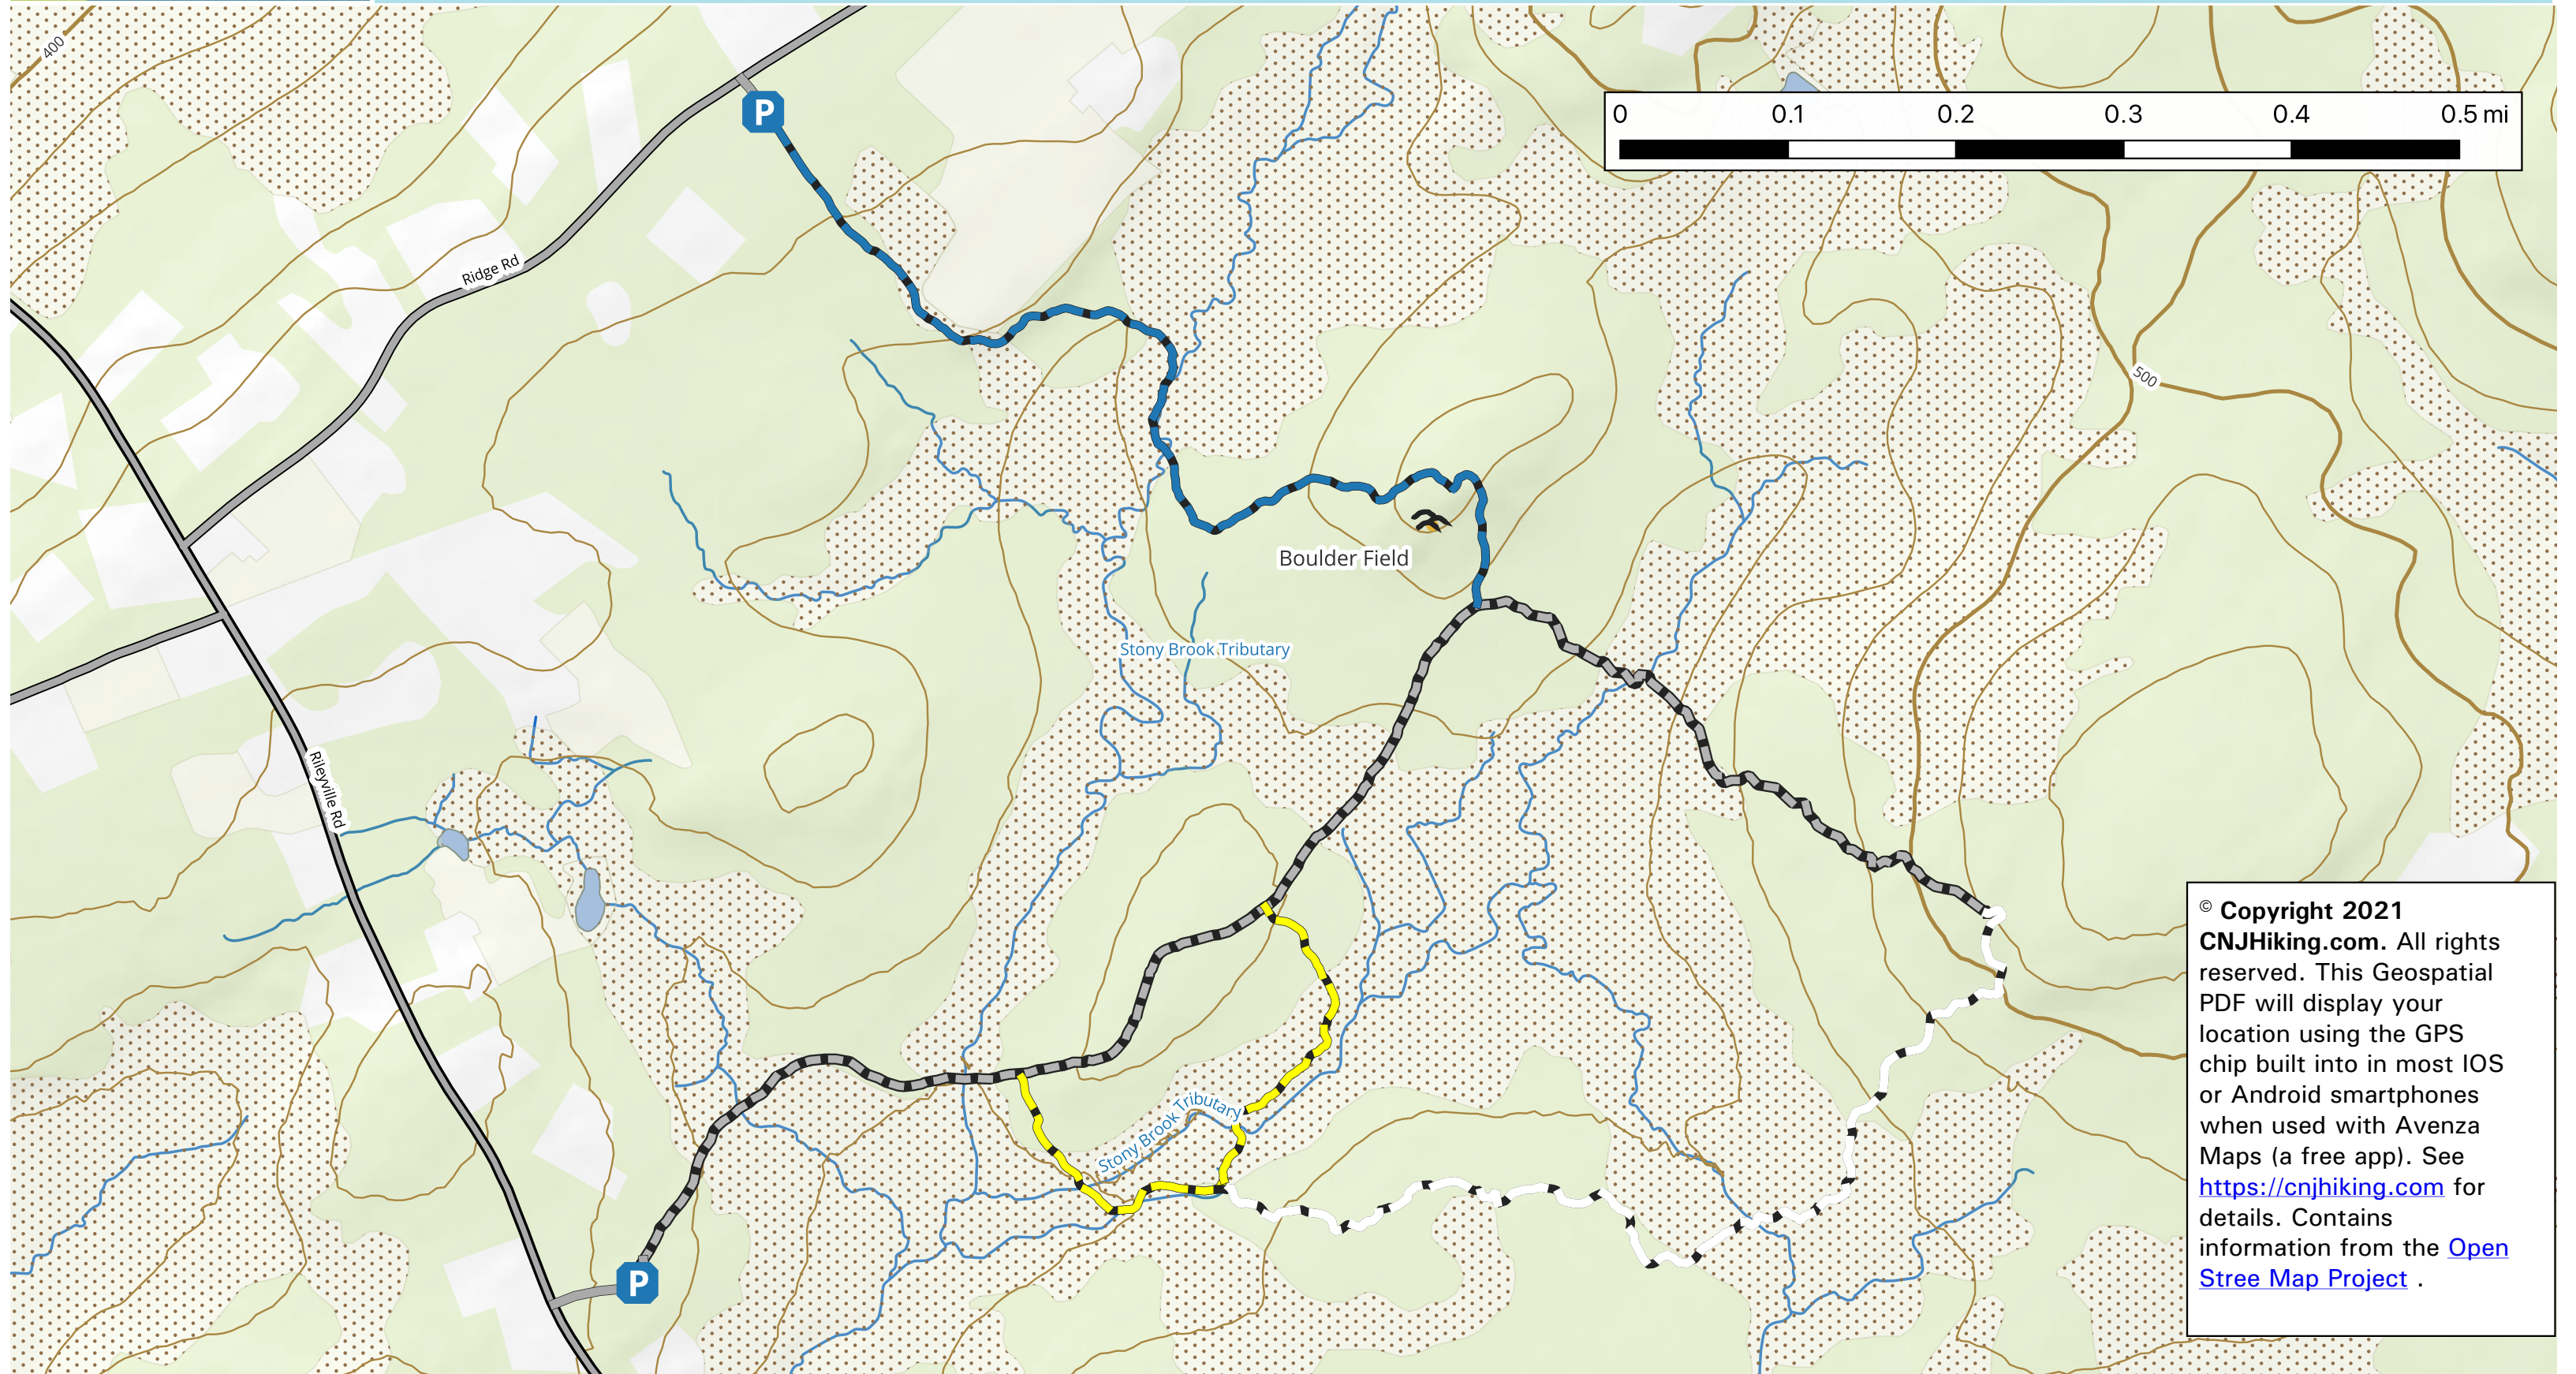 400
P
0 0.1 0.2 0.3 0.4 0.5 mi
Ridge Rd
500
Boulder Field
Stony Brook Tributary
Rileyville Rd
Stony Brook Tributary
P
© Copyright 2021
CNJHiking.com. All rights
reserved. This Geospatial
PDF will display your
location using the GPS
chip built into in most IOS
or Android smartphones
when used with Avenza
Maps (a free app). See
https://cnjhiking.com for
details. Contains
information from the Open
Stree Map Project .